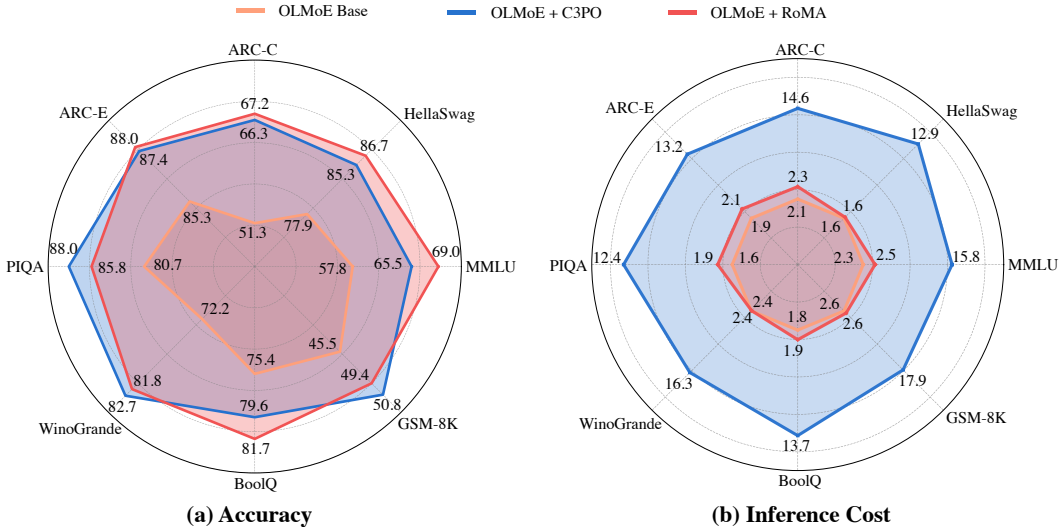 OLMoE Base OLMoE + C3PO OLMoE + RoMA
ARC-C
67.2
66.3
51.3
HellaSwag
86.7
85.3
77.9
MMLU
69.0
65.5
57.8
GSM-8K
50.8
49.4
45.5
BoolQ
75.4
79.6
81.7
WinoGrande
82.7
81.8
72.2
PIQA
88.0
85.8
80.7
ARC-E
88.0
87.4
85.3
(a) Accuracy
ARC-C
14.6
2.3
2.1
HellaSwag
12.9
1.6
1.6
MMLU
15.8
2.5
2.3
GSM-8K
17.9
2.6
2.6
BoolQ
1.8
1.9
13.7
WinoGrande
16.3
2.4
2.4
PIQA
12.4
1.9
1.6
ARC-E
13.2
2.1
1.9
(b) Inference Cost